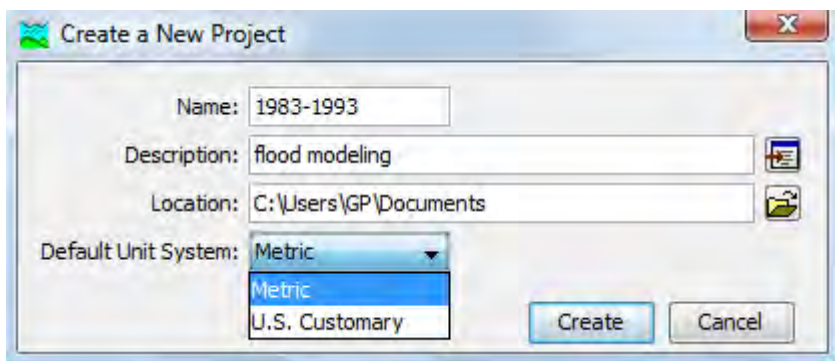 Create a New Project
Name: 1983-1993
Description: flood modeling
Location: C:\Users\GP\Documents
Default Unit System: Metric
Metric
U.S. Customary
Create Cancel